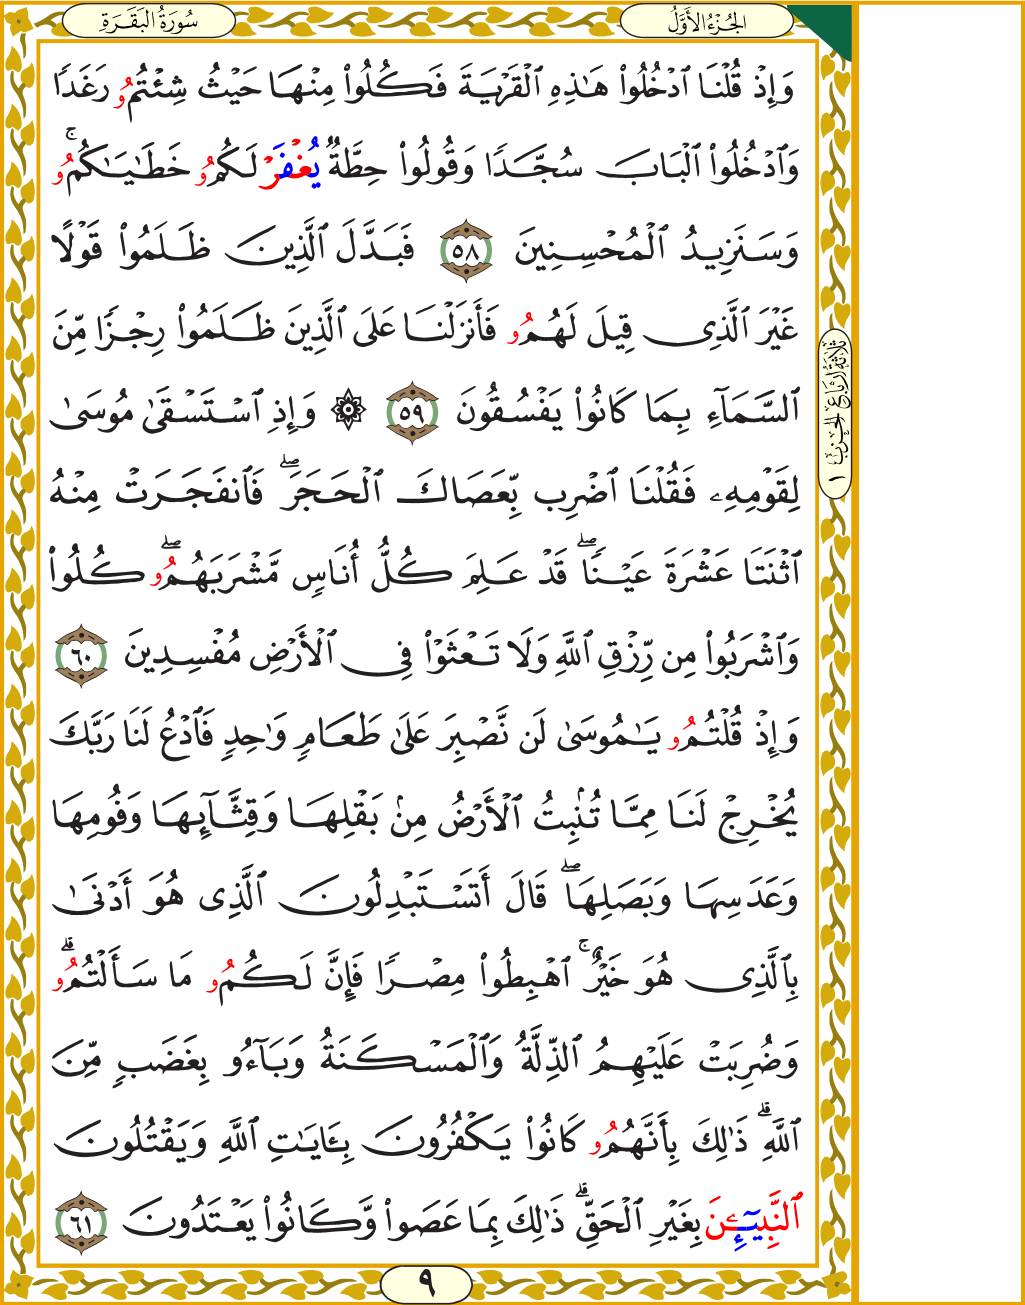 الجُزْءُ الأَوَّلُ
سُورَةُ البَقَرَةِ
وَإِذْ قُلْنَا ٱدْخُلُوا۟ هَٰذِهِ ٱلْقَرْيَةَ فَكُلُوا۟ مِنْهَا حَيْثُ شِئْتُمُۥ رَغَدًا
وَٱدْخُلُوا۟ ٱلْبَابَ سُجَّدًا وَقُولُوا۟ حِطَّةٌ يُغْفَرْ لَكُمُۥ خَطَٰيَٰكُمُۥ ۚ
وَسَنَزِيدُ ٱلْمُحْسِنِينَ ٥٨ فَبَدَّلَ ٱلَّذِينَ ظَلَمُوا۟ قَوْلًا
غَيْرَ ٱلَّذِى قِيلَ لَهُمُۥ فَأَنزَلْنَا عَلَى ٱلَّذِينَ ظَلَمُوا۟ رِجْزًا مِّنَ
ٱلسَّمَآءِ بِمَا كَانُوا۟ يَفْسُقُونَ ٥٩ ۞ وَإِذِ ٱسْتَسْقَىٰ مُوسَىٰ
لِقَوْمِهِۦ فَقُلْنَا ٱضْرِب بِّعَصَاكَ ٱلْحَجَرَ ۖ فَٱنفَجَرَتْ مِنْهُ
ٱثْنَتَا عَشْرَةَ عَيْنًا ۖ قَدْ عَلِمَ كُلُّ أُنَاسٍ مَّشْرَبَهُمُۥ ۖ كُلُوا۟
وَٱشْرَبُوا۟ مِن رِّزْقِ ٱللَّهِ وَلَا تَعْثَوْا۟ فِى ٱلْأَرْضِ مُفْسِدِينَ ٦٠
وَإِذْ قُلْتُمُۥ يَٰمُوسَىٰ لَن نَّصْبِرَ عَلَىٰ طَعَامٍ وَٰحِدٍ فَٱدْعُ لَنَا رَبَّكَ
يُخْرِجْ لَنَا مِمَّا تُنۢبِتُ ٱلْأَرْضُ مِنۢ بَقْلِهَا وَقِثَّآئِهَا وَفُومِهَا
وَعَدَسِهَا وَبَصَلِهَا ۖ قَالَ أَتَسْتَبْدِلُونَ ٱلَّذِى هُوَ أَدْنَىٰ
بِٱلَّذِى هُوَ خَيْرٌ ۚ ٱهْبِطُوا۟ مِصْرًا فَإِنَّ لَكُمُۥ مَا سَأَلْتُمُۥ ۗ
وَضُرِبَتْ عَلَيْهِمُ ٱلذِّلَّةُ وَٱلْمَسْكَنَةُ وَبَآءُو بِغَضَبٍ مِّنَ
ٱللَّهِ ۗ ذَٰلِكَ بِأَنَّهُمُۥ كَانُوا۟ يَكْفُرُونَ بِـَٔايَٰتِ ٱللَّهِ وَيَقْتُلُونَ
ٱلنَّبِيٓـِٔنَ بِغَيْرِ ٱلْحَقِّ ۗ ذَٰلِكَ بِمَا عَصَوا۟ وَّكَانُوا۟ يَعْتَدُونَ ٦١
ثَلَاثَةُ أَرْبَاعِ الحِزْبِ ١
٩